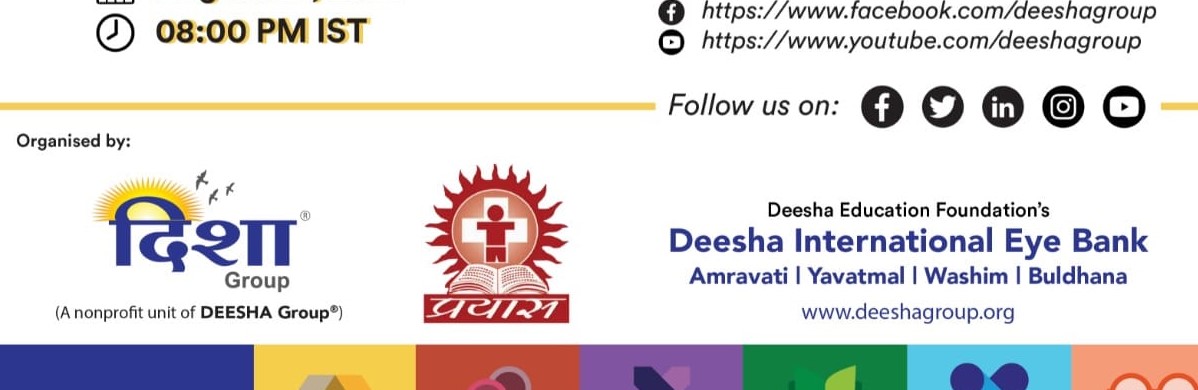 08:00 PM IST
https://www.facebook.com/deeshagroup
https://www.youtube.com/deeshagroup
Follow us on:
Organised by:
दिशा®
Group
(A nonprofit unit of DEESHA Group®)
प्रयास
Deesha Education Foundation's
Deesha International Eye Bank
Amravati | Yavatmal | Washim | Buldhana
www.deeshagroup.org